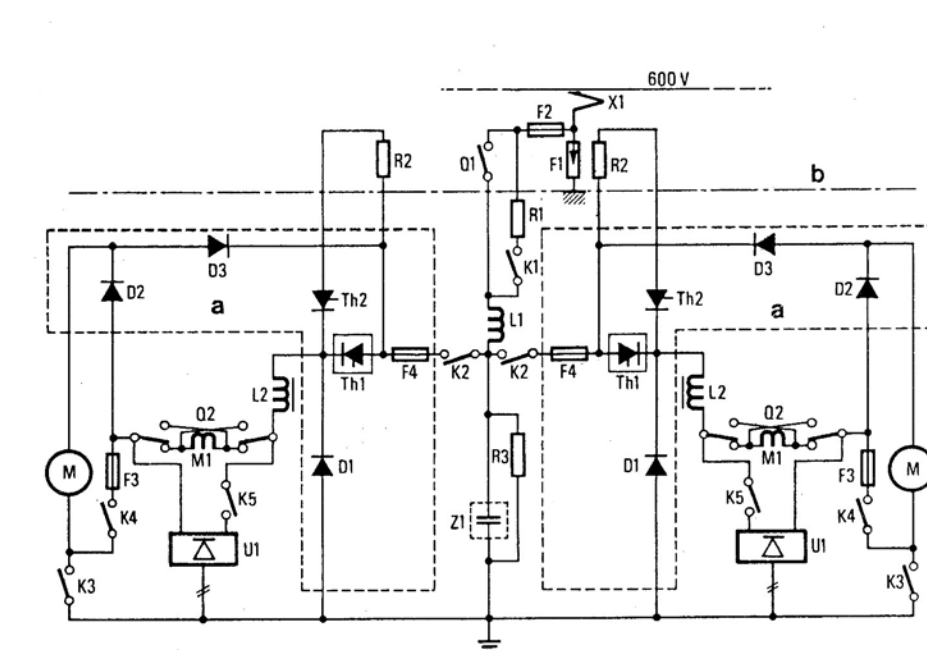 600 V
X1
F2
Q1
F1
R2
R2
b
R1
K1
D3
D3
D2
a
Th2
L1
Th2
D2
a
Th1
F4
K2
K2
F4
Th1
L2
L2
Q2
M1
Q2
M1
M
F3
K4
K5
D1
R3
D1
K5
F3
K4
M
Z1
U1
U1
K3
K3